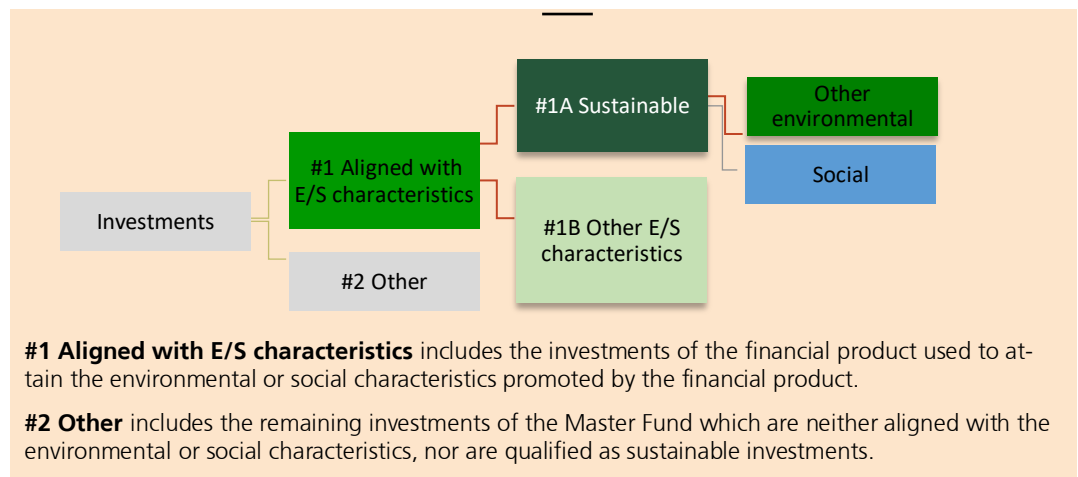 #1A Sustainable
Other
environmental
#1 Aligned with
E/S characteristics
Social
Investments
#1B Other E/S
characteristics
#2 Other
#1 Aligned with E/S characteristics includes the investments of the financial product used to at-
tain the environmental or social characteristics promoted by the financial product.
#2 Other includes the remaining investments of the Master Fund which are neither aligned with the
environmental or social characteristics, nor are qualified as sustainable investments.